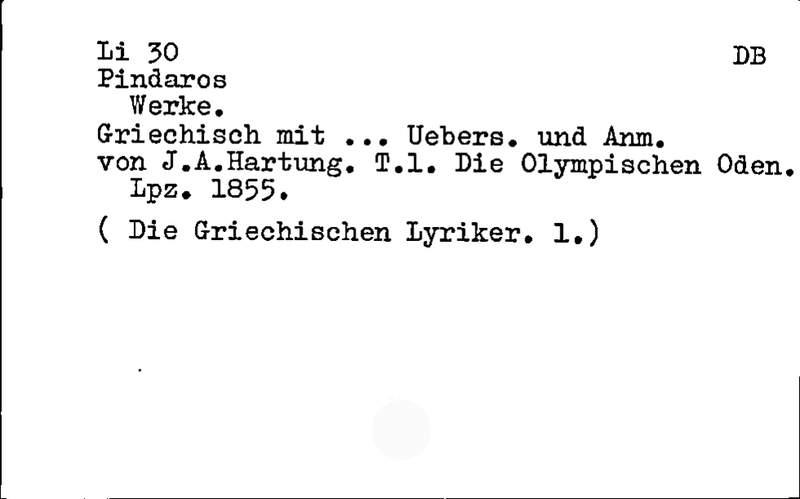 Li 30 DB
Pindaros
Werke.
Griechisch mit ... Uebers. und Anm.
von J.A.Hartung. T.1. Die Olympischen Oden.
Lpz. 1855.
( Die Griechischen Lyriker. 1.)